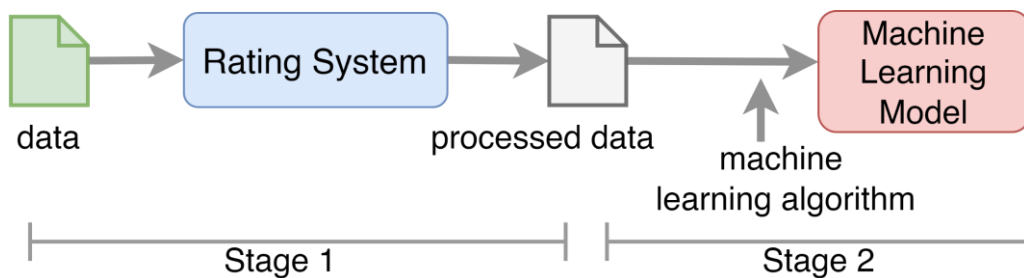 Rating System
Machine
Learning
Model
data
processed data
machine
learning algorithm
Stage 1
Stage 2